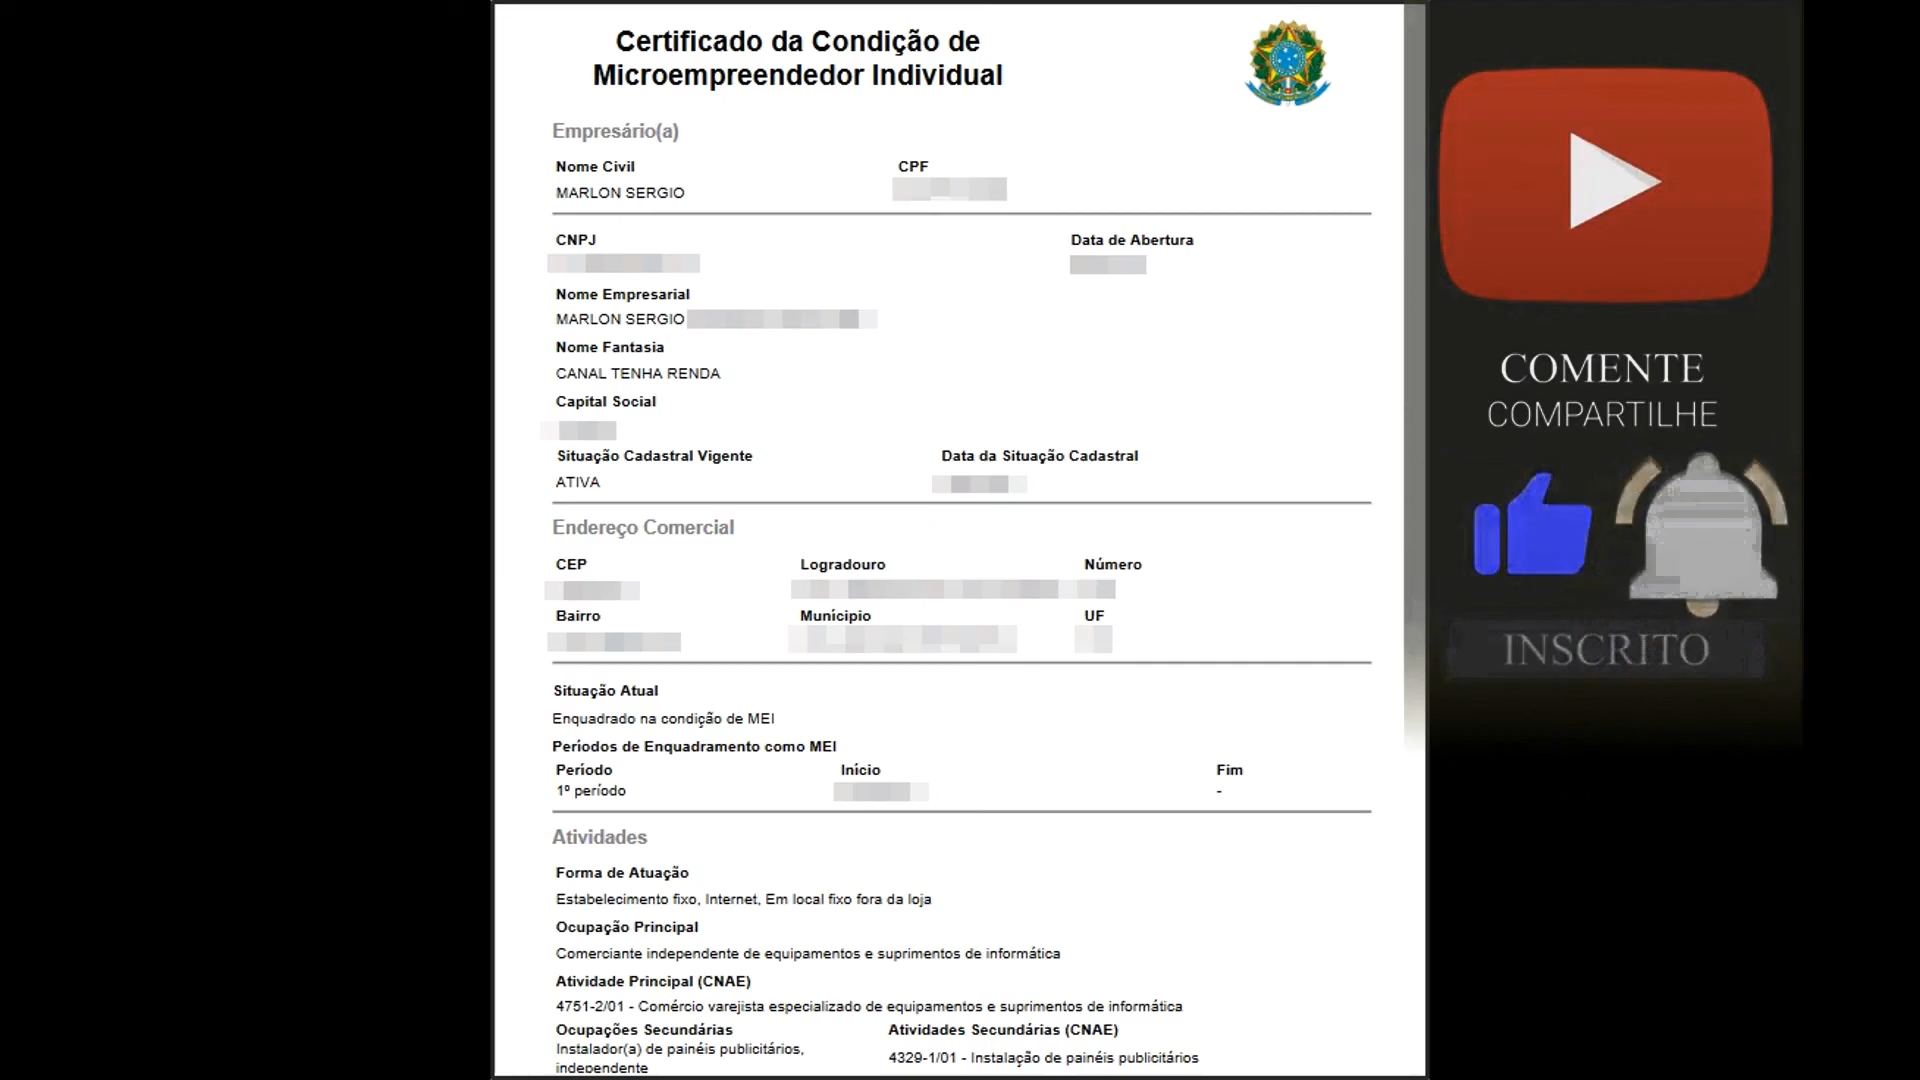 Certificado da Condição de
Microempreendedor Individual
Empresário(a)
Nome Civil CPF
MARLON SERGIO
CNPJ Data de Abertura
Nome Empresarial
MARLON SERGIO
Nome Fantasia
CANAL TENHA RENDA
Capital Social
Situação Cadastral Vigente Data da Situação Cadastral
ATIVA
Endereço Comercial
CEP Logradouro Número
Bairro Munícipio UF
Situação Atual
Enquadrado na condição de MEI
Períodos de Enquadramento como MEI
Período Início Fim
1º período -
Atividades
Forma de Atuação
Estabelecimento fixo, Internet, Em local fixo fora da loja
Ocupação Principal
Comerciante independente de equipamentos e suprimentos de informática
Atividade Principal (CNAE)
4751-2/01 - Comércio varejista especializado de equipamentos e suprimentos de informática
Ocupações Secundárias Atividades Secundárias (CNAE)
Instalador(a) de painéis publicitários,
independente
4329-1/01 - Instalação de painéis publicitários
COMENTE
COMPARTILHE
INSCRITO